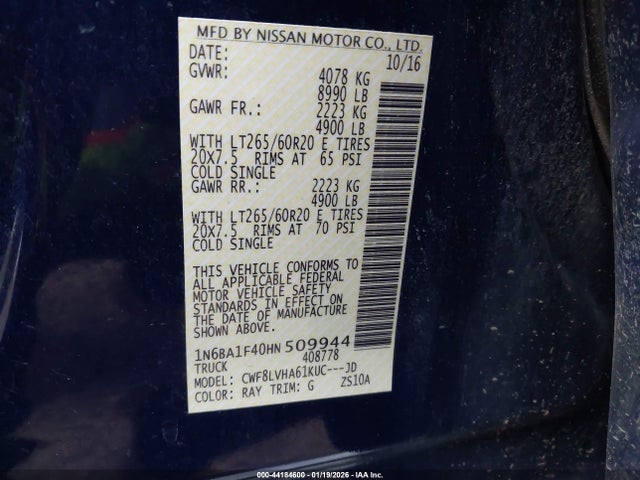 MFD BY NISSAN MOTOR CO., LTD.
DATE: 10/16
GVWR: 4078 KG
8990 LB
GAWR FR.: 2223 KG
4900 LB
WITH LT265/60R20 E TIRES
20X7.5 RIMS AT 65 PSI
COLD SINGLE
GAWR RR.: 2223 KG
4900 LB
WITH LT265/60R20 E TIRES
20X7.5 RIMS AT 70 PSI
COLD SINGLE
THIS VEHICLE CONFORMS TO
ALL APPLICABLE FEDERAL
MOTOR VEHICLE SAFETY
STANDARDS IN EFFECT ON
THE DATE OF MANUFACTURE
SHOWN ABOVE.
1N6BA1F40HN509944
TRUCK 408778
MODEL: CWF8LVHA61KUC---JD
COLOR: RAY TRIM: G ZS10A
000-44184600 - 01/19/2026 - IAA Inc.